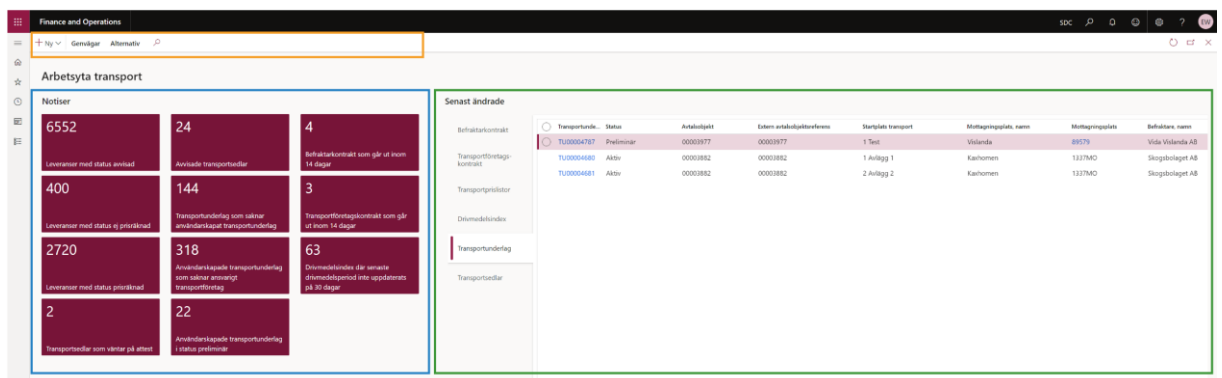 Finance and Operations
SDC
?
EW
+ Ny
Genvägar
Alternativ
Arbetsyta transport
Notiser
6552
Leveranser med status avvisad
24
Avvisade transportsedlar
4
Befraktarkontrakt som går ut inom
14 dagar
400
Leveranser med status ej prisräknad
144
Transportunderlag som saknar
användarskapat transportunderlag
3
Transportföretagskontrakt som går
ut inom 14 dagar
2720
Leveranser med status prisräknad
318
Användarskapade transportunderlag
som saknar ansvarigt
transportföretag
63
Drivmedelsindex där senaste
drivmedelsperiod inte uppdaterats
på 30 dagar
2
Transportsedlar som väntar på attest
22
Användarskapade transportunderlag
i status preliminär
Senast ändrade
Befraktarkontrakt
Transportföretags-
kontrakt
Transportprislistor
Drivmedelsindex
Transportunderlag
Transportsedlar
Transportunde... Status Avtalsobjekt Extern avtalsobjektsreferens Startplats transport Mottagningsplats, namn Mottagningsplats Befraktare, namn
TU00004787 Preliminär 00003977 00003977 1 Test Vislanda 89579 Vida Vislanda AB
TU00004680 Aktiv 00003882 00003882 1 Avlägg 1 Kaxhomen 1337MO Skogsbolaget AB
TU00004681 Aktiv 00003882 00003882 2 Avlägg 2 Kaxhomen 1337MO Skogsbolaget AB